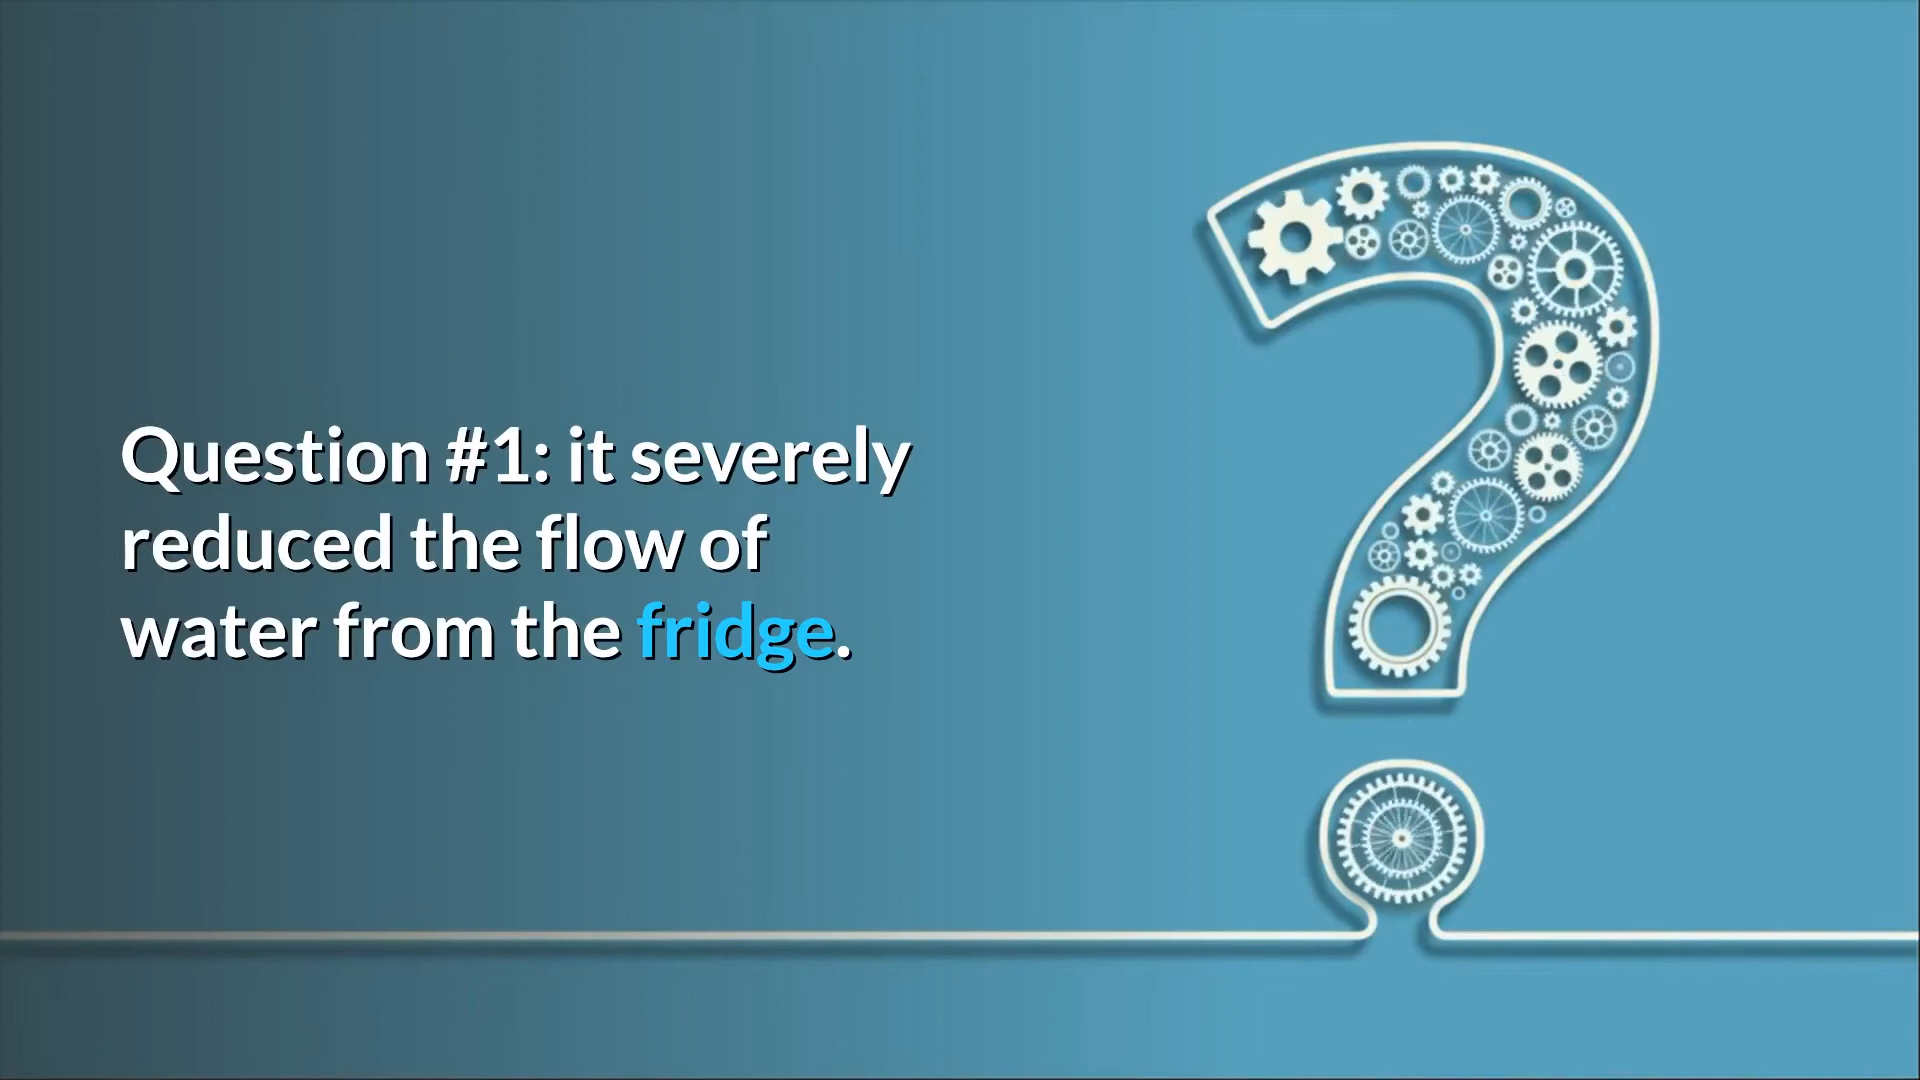 Question #1: it severely
reduced the flow of
water from the fridge.